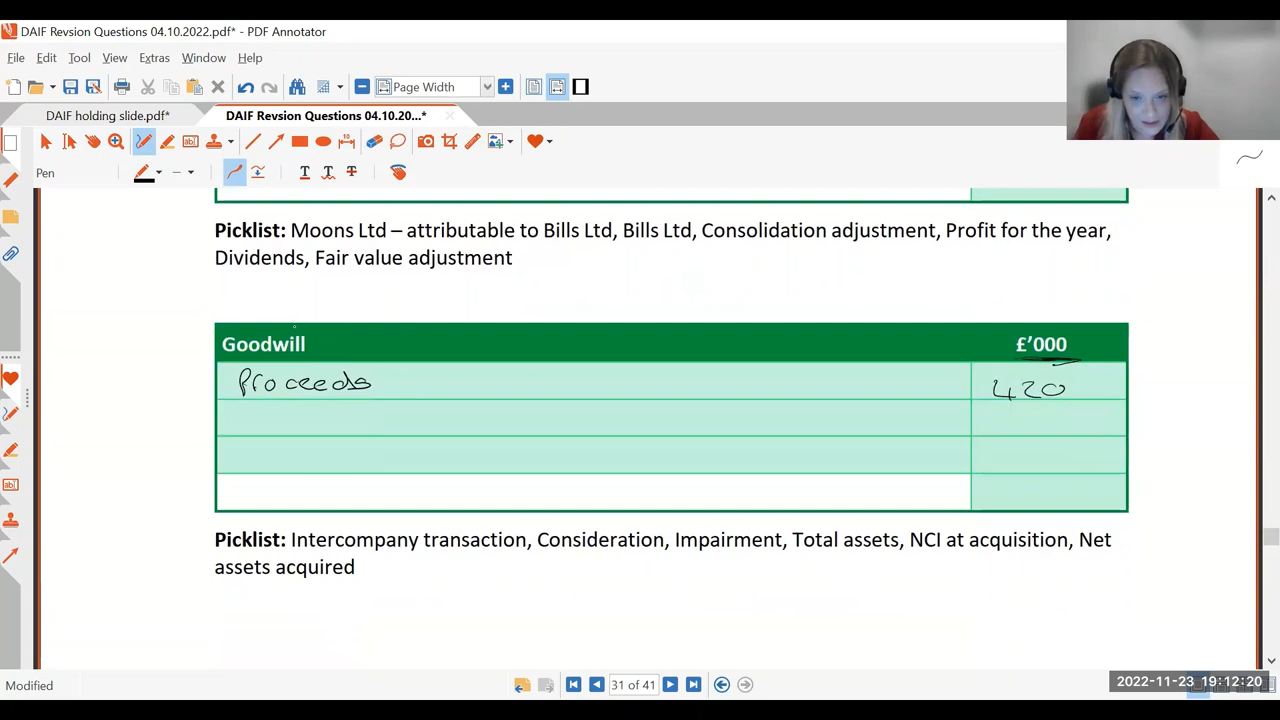 DAIF Revsion Questions 04.10.2022.pdf* - PDF Annotator
File Edit Tool View Extras Window Help
Page Width
DAIF holding slide.pdf* DAIF Revsion Questions 04.10.20...*
Pen
Picklist: Moons Ltd – attributable to Bills Ltd, Bills Ltd, Consolidation adjustment, Profit for the year,
Dividends, Fair value adjustment
Goodwill £’000
Proceeds 420
Picklist: Intercompany transaction, Consideration, Impairment, Total assets, NCI at acquisition, Net
assets acquired
Modified 31 of 41 2022-11-23 19:12:20